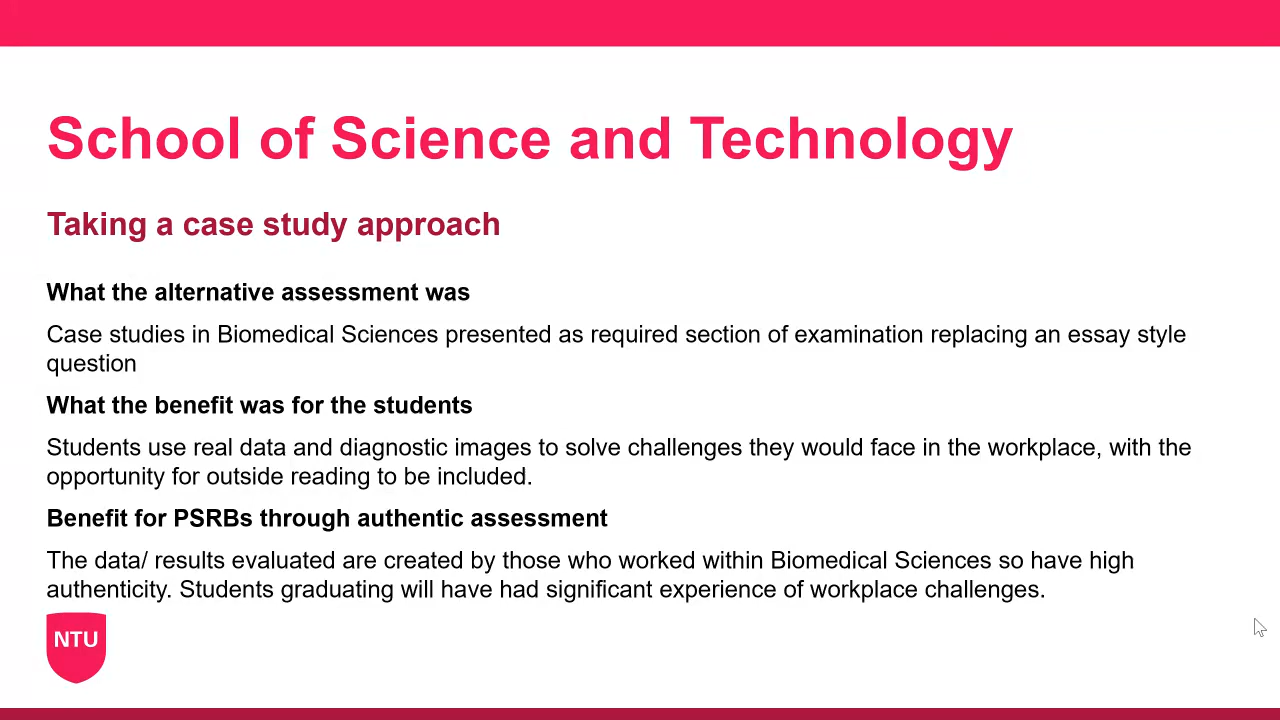 School of Science and Technology
Taking a case study approach
What the alternative assessment was
Case studies in Biomedical Sciences presented as required section of examination replacing an essay style
question
What the benefit was for the students
Students use real data and diagnostic images to solve challenges they would face in the workplace, with the
opportunity for outside reading to be included.
Benefit for PSRBs through authentic assessment
The data/ results evaluated are created by those who worked within Biomedical Sciences so have high
authenticity. Students graduating will have had significant experience of workplace challenges.
NTU